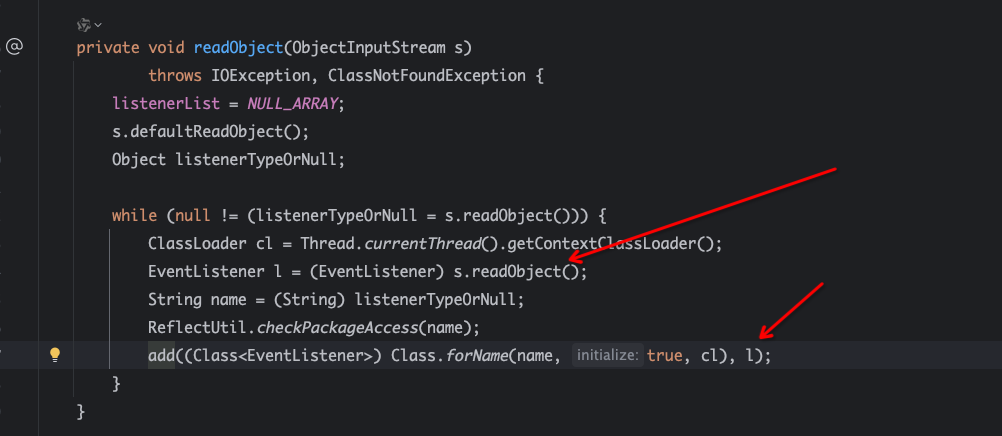 @
private void readObject(ObjectInputStream s)
throws IOException, ClassNotFoundException {
listenerList = NULL_ARRAY;
s.defaultReadObject();
Object listenerTypeOrNull;
while (null != (listenerTypeOrNull = s.readObject())) {
ClassLoader cl = Thread.currentThread().getContextClassLoader();
EventListener l = (EventListener) s.readObject();
String name = (String) listenerTypeOrNull;
ReflectUtil.checkPackageAccess(name);
add((Class<EventListener>) Class.forName(name, initialize: true, cl), l);
}
}